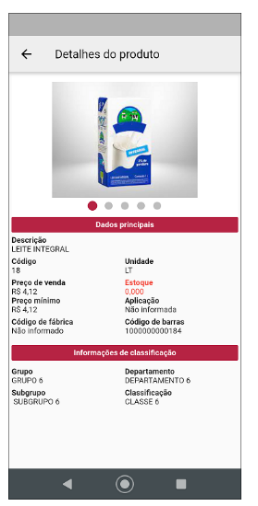 Detalhes do produto
Dados principais
Descrição
LEITE INTEGRAL
Código Unidade
18 LT
Preço de venda Estoque
R$ 4,12 0.000
Preço mínimo Aplicação
R$ 4,12 Não informada
Código de fábrica Código de barras
Não informado 1000000000184
Informações de classificação
Grupo Departamento
GRUPO 6 DEPARTAMENTO 6
Subgrupo Classificação
SUBGRUPO 6 CLASSE 6